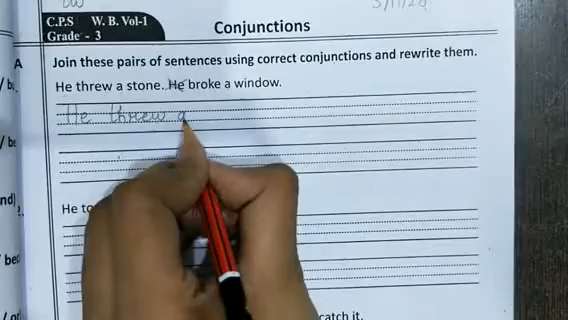 C.P.S W. B. Vol-1
Grade - 3
Conjunctions
A Join these pairs of sentences using correct conjunctions and rewrite them.
He threw a stone. He broke a window.
He threw a
He
catch it.